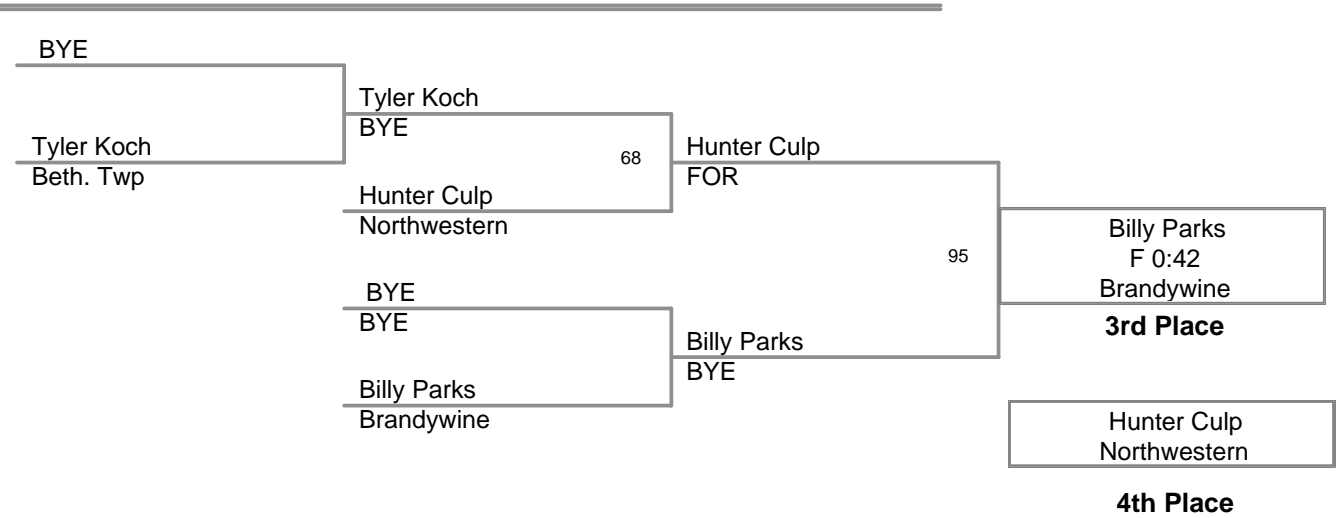 BYE
Tyler Koch
Beth. Twp
Tyler Koch
BYE
68
Hunter Culp
Northwestern
BYE
BYE
Billy Parks
Brandywine
Hunter Culp
FOR
95
Billy Parks
BYE
Billy Parks
F 0:42
Brandywine
3rd Place
Hunter Culp
Northwestern
4th Place